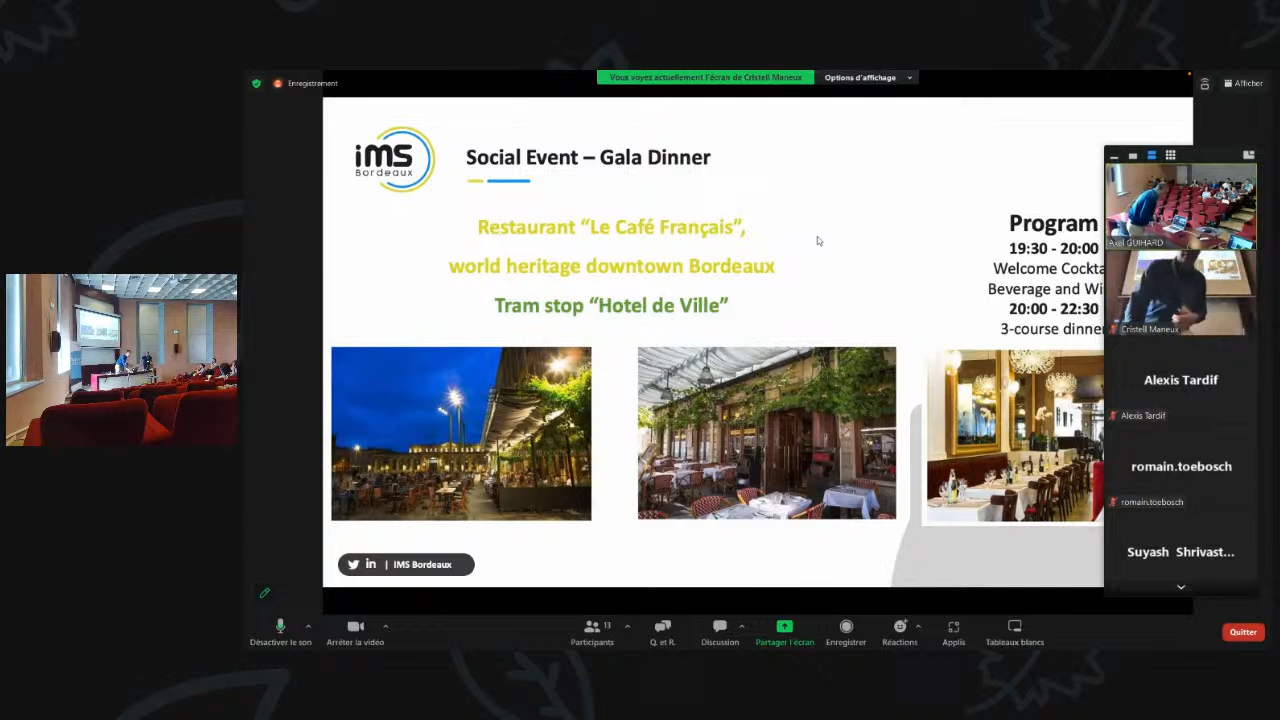 Enregistrement
Vous voyez actuellement l'écran de Cristell Maneux
Options d'affichage
Afficher
iMS
Bordeaux
Social Event – Gala Dinner
Restaurant “Le Café Français”,
world heritage downtown Bordeaux
Tram stop “Hotel de Ville”
Program
19:30 - 20:00
Welcome Cockta
Beverage and Wi
20:00 - 22:30
3-course dinner
| IMS Bordeaux
Axel GUIHARD
Cristell Maneux
Alexis Tardif
Alexis Tardif
romain.toebosch
romain.toebosch
Suyash Shrivast...
Désactiver le son
Arrêter la vidéo
Participants
13
Q. et R.
Discussion
Partager l'écran
Enregistrer
Réactions
Applis
Tableaux blancs
Quitter